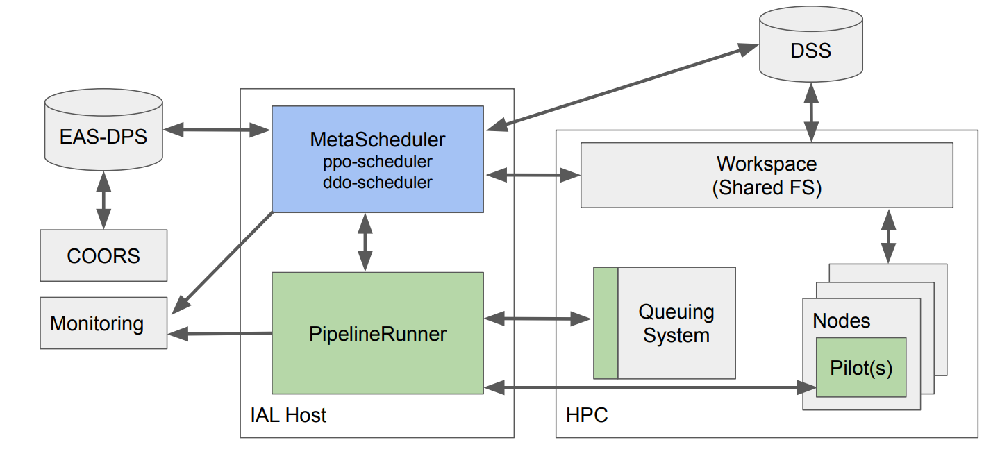 DSS
EAS-DPS
MetaScheduler
ppo-scheduler
ddo-scheduler
Workspace
(Shared FS)
COORS
Monitoring
PipelineRunner
Queuing
System
Nodes
Pilot(s)
IAL Host
HPC